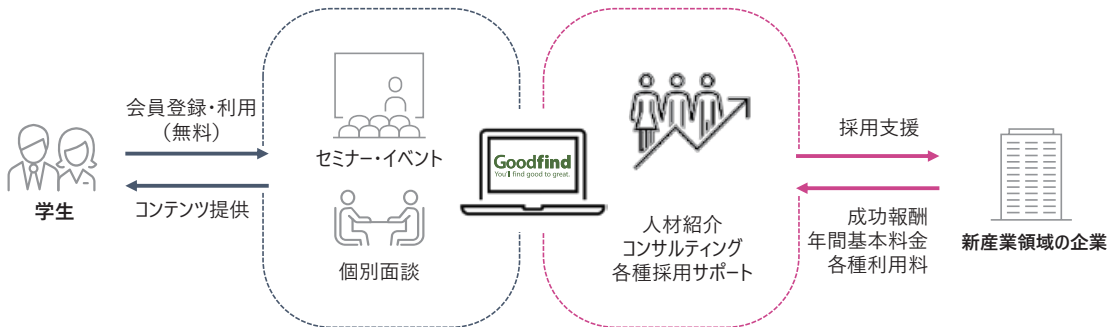 会員登録・利用
（無料）
コンテンツ提供
学生
セミナー・イベント
個別面談
Goodfind
You'll find good to great.
人材紹介
コンサルティング
各種採用サポート
採用支援
成功報酬
年間基本料金
各種利用料
新産業領域の企業